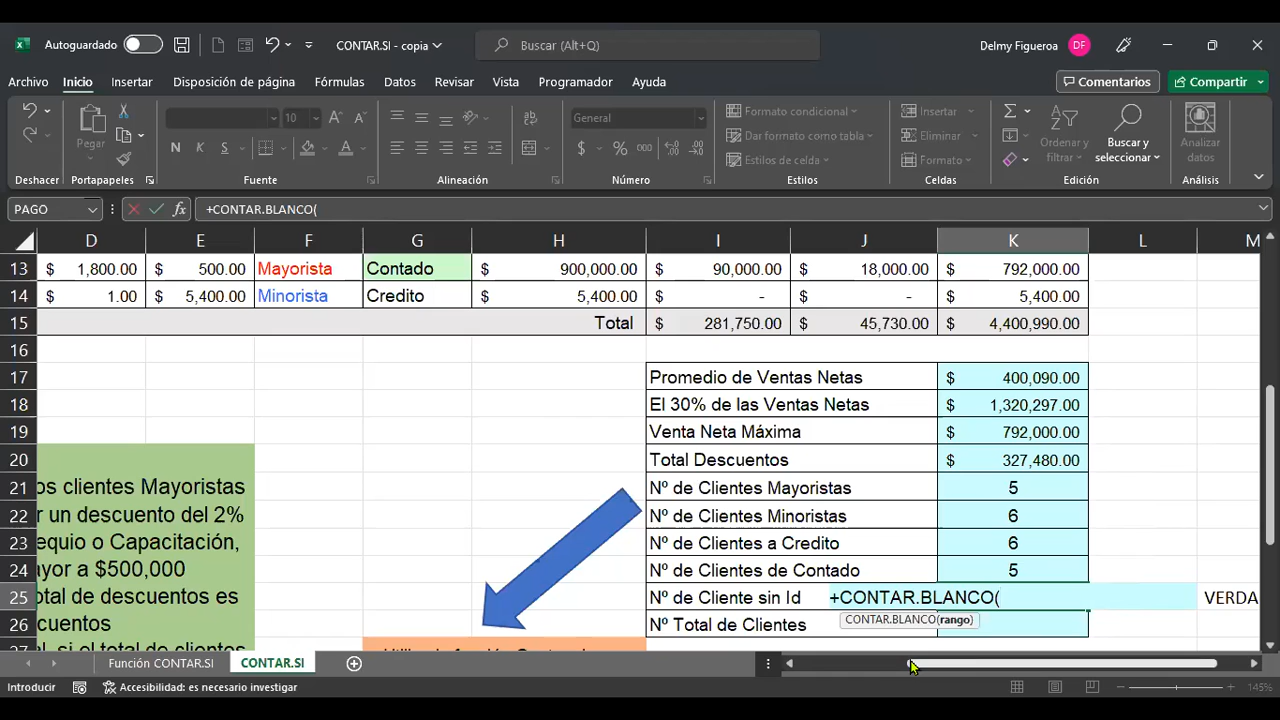 Autoguardado
CONTAR.SI - copia
Buscar (Alt+Q)
Delmy Figueroa
DF
Archivo Inicio Insertar Disposición de página Fórmulas Datos Revisar Vista Programador Ayuda
Comentarios
Compartir
Pegar
10
General
Formato condicional
Dar formato como tabla
Estilos de celda
Insertar
Eliminar
Formato
Ordenar y filtrar
Buscar y seleccionar
Analizar datos
N K S
$ % 000
Deshacer Portapapeles Fuente Alineación Número Estilos Celdas Edición Análisis
PAGO
fx
+CONTAR.BLANCO(
D E F G H I J K L M
13 $ 1,800.00 $ 500.00 Mayorista Contado $ 900,000.00 $ 90,000.00 $ 18,000.00 $ 792,000.00
14 $ 1.00 $ 5,400.00 Minorista Credito $ 5,400.00 $ - $ - $ 5,400.00
15 Total $ 281,750.00 $ 45,730.00 $ 4,400,990.00
16
17 Promedio de Ventas Netas $ 400,090.00
18 El 30% de las Ventas Netas $ 1,320,297.00
19 Venta Neta Máxima $ 792,000.00
20 Total Descuentos $ 327,480.00
21 os clientes Mayoristas Nº de Clientes Mayoristas 5
22 r un descuento del 2% Nº de Clientes Minoristas 6
23 equio o Capacitación, Nº de Clientes a Credito 6
24 ayor a $500,000 Nº de Clientes de Contado 5
25 otal de descuentos es Nº de Cliente sin Id +CONTAR.BLANCO( VERDA
26 cuentos Nº Total de Clientes
CONTAR.BLANCO(rango)
27 al, si el total de clientes
Función CONTAR.SI CONTAR.SI
Introducir
Accesibilidad: es necesario investigar
145%